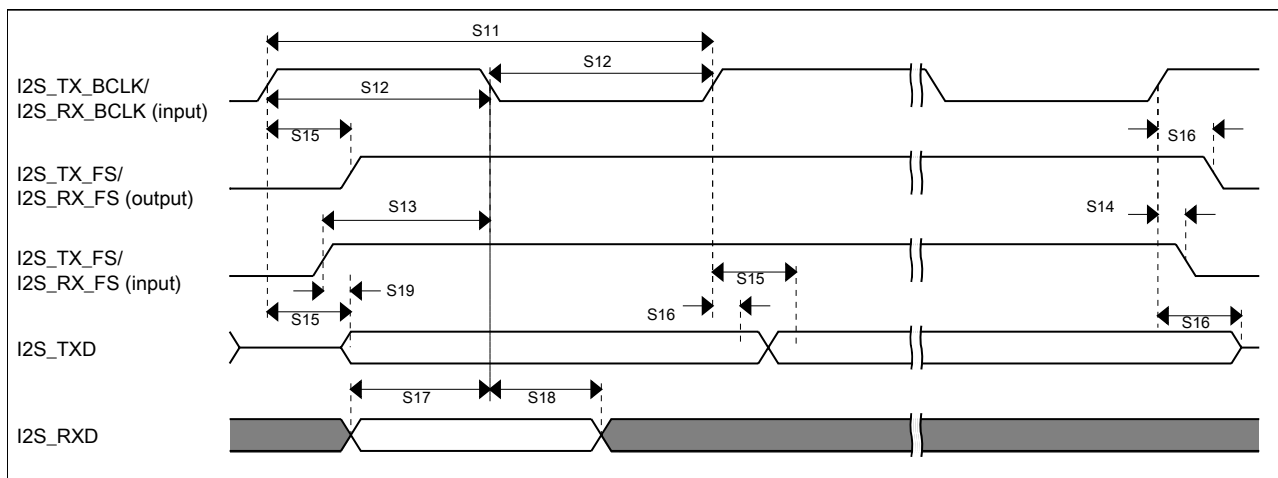 S11
S12
I2S_TX_BCLK/
I2S_RX_BCLK (input)
S12
S15
S16
I2S_TX_FS/
I2S_RX_FS (output)
S13
S14
I2S_TX_FS/
I2S_RX_FS (input)
S15
S19
S15
S16
S16
I2S_TXD
S17
S18
I2S_RXD